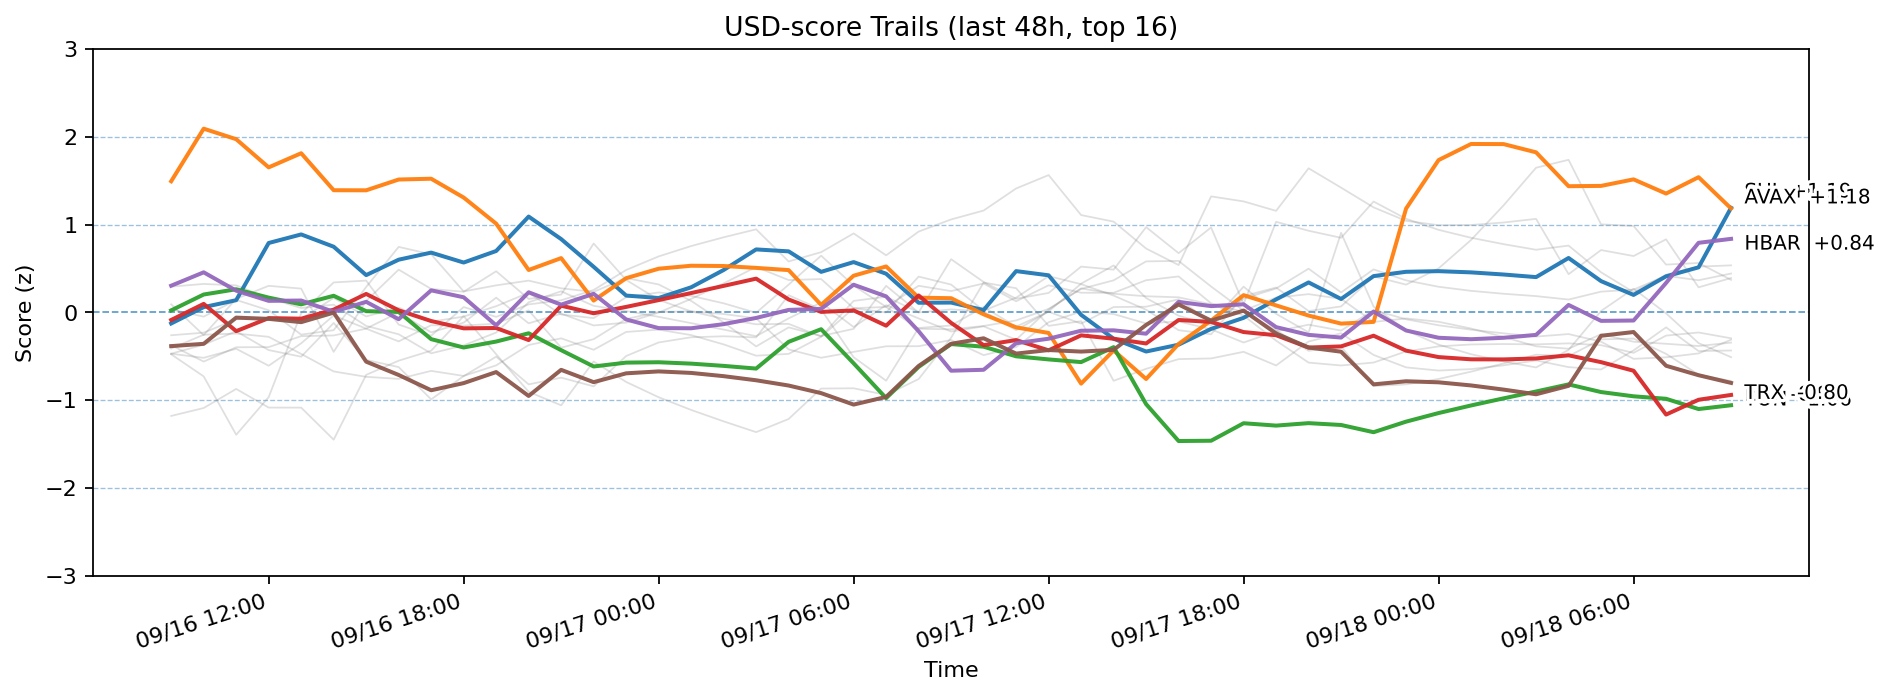 USD-score Trails (last 48h, top 16)
Score (z)
3
2
1
0
−1
−2
−3
AVAX +1.18
HBAR +0.84
TRX -0.80
09/16 12:00
09/16 18:00
09/17 00:00
09/17 06:00
09/17 12:00
09/17 18:00
09/18 00:00
09/18 06:00
Time